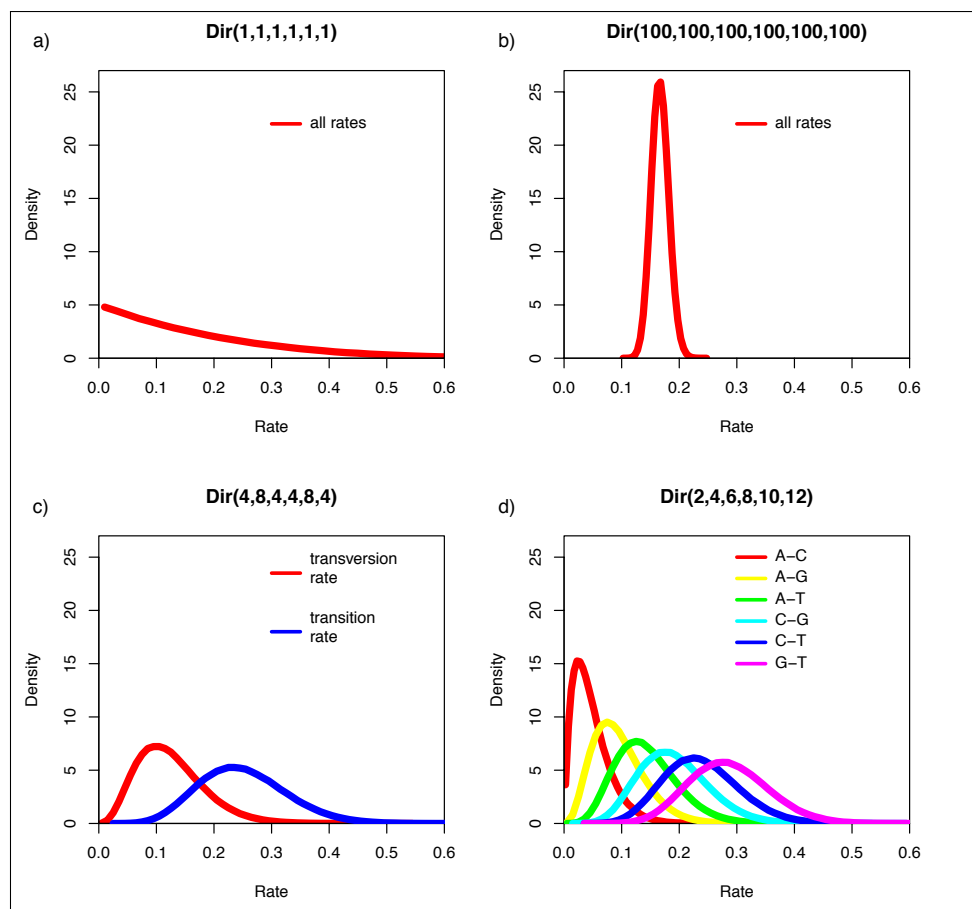 a)
Dir(1,1,1,1,1,1)
all rates
Density
0 5 10 15 20 25
0.0 0.1 0.2 0.3 0.4 0.5 0.6
Rate
b)
Dir(100,100,100,100,100,100)
all rates
Density
0 5 10 15 20 25
0.0 0.1 0.2 0.3 0.4 0.5 0.6
Rate
c)
Dir(4,8,4,4,8,4)
transversion
rate
transition
rate
Density
0 5 10 15 20 25
0.0 0.1 0.2 0.3 0.4 0.5 0.6
Rate
d)
Dir(2,4,6,8,10,12)
A−C
A−G
A−T
C−G
C−T
G−T
Density
0 5 10 15 20 25
0.0 0.1 0.2 0.3 0.4 0.5 0.6
Rate